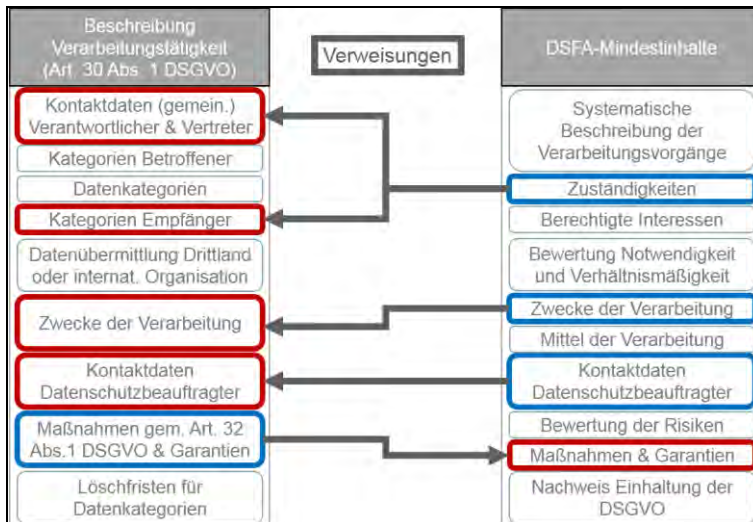 Beschreibung
Verarbeitungstätigkeit
(Art. 30 Abs. 1 DSGVO)
Kontaktdaten (gemein.)
Verantwortlicher & Vertreter
Kategorien Betroffener
Datenkategorien
Kategorien Empfänger
Datenübermittlung Drittland
oder internat. Organisation
Zwecke der Verarbeitung
Kontaktdaten
Datenschutzbeauftragter
Maßnahmen gem. Art. 32
Abs.1 DSGVO & Garantien
Löschfristen für
Datenkategorien
Verweisungen
DSFA-Mindestinhalte
Systematische
Beschreibung der
Verarbeitungsvorgänge
Zuständigkeiten
Berechtigte Interessen
Bewertung Notwendigkeit
und Verhältnismäßigkeit
Zwecke der Verarbeitung
Mittel der Verarbeitung
Kontaktdaten
Datenschutzbeauftragter
Bewertung der Risiken
Maßnahmen & Garantien
Nachweis Einhaltung der
DSGVO